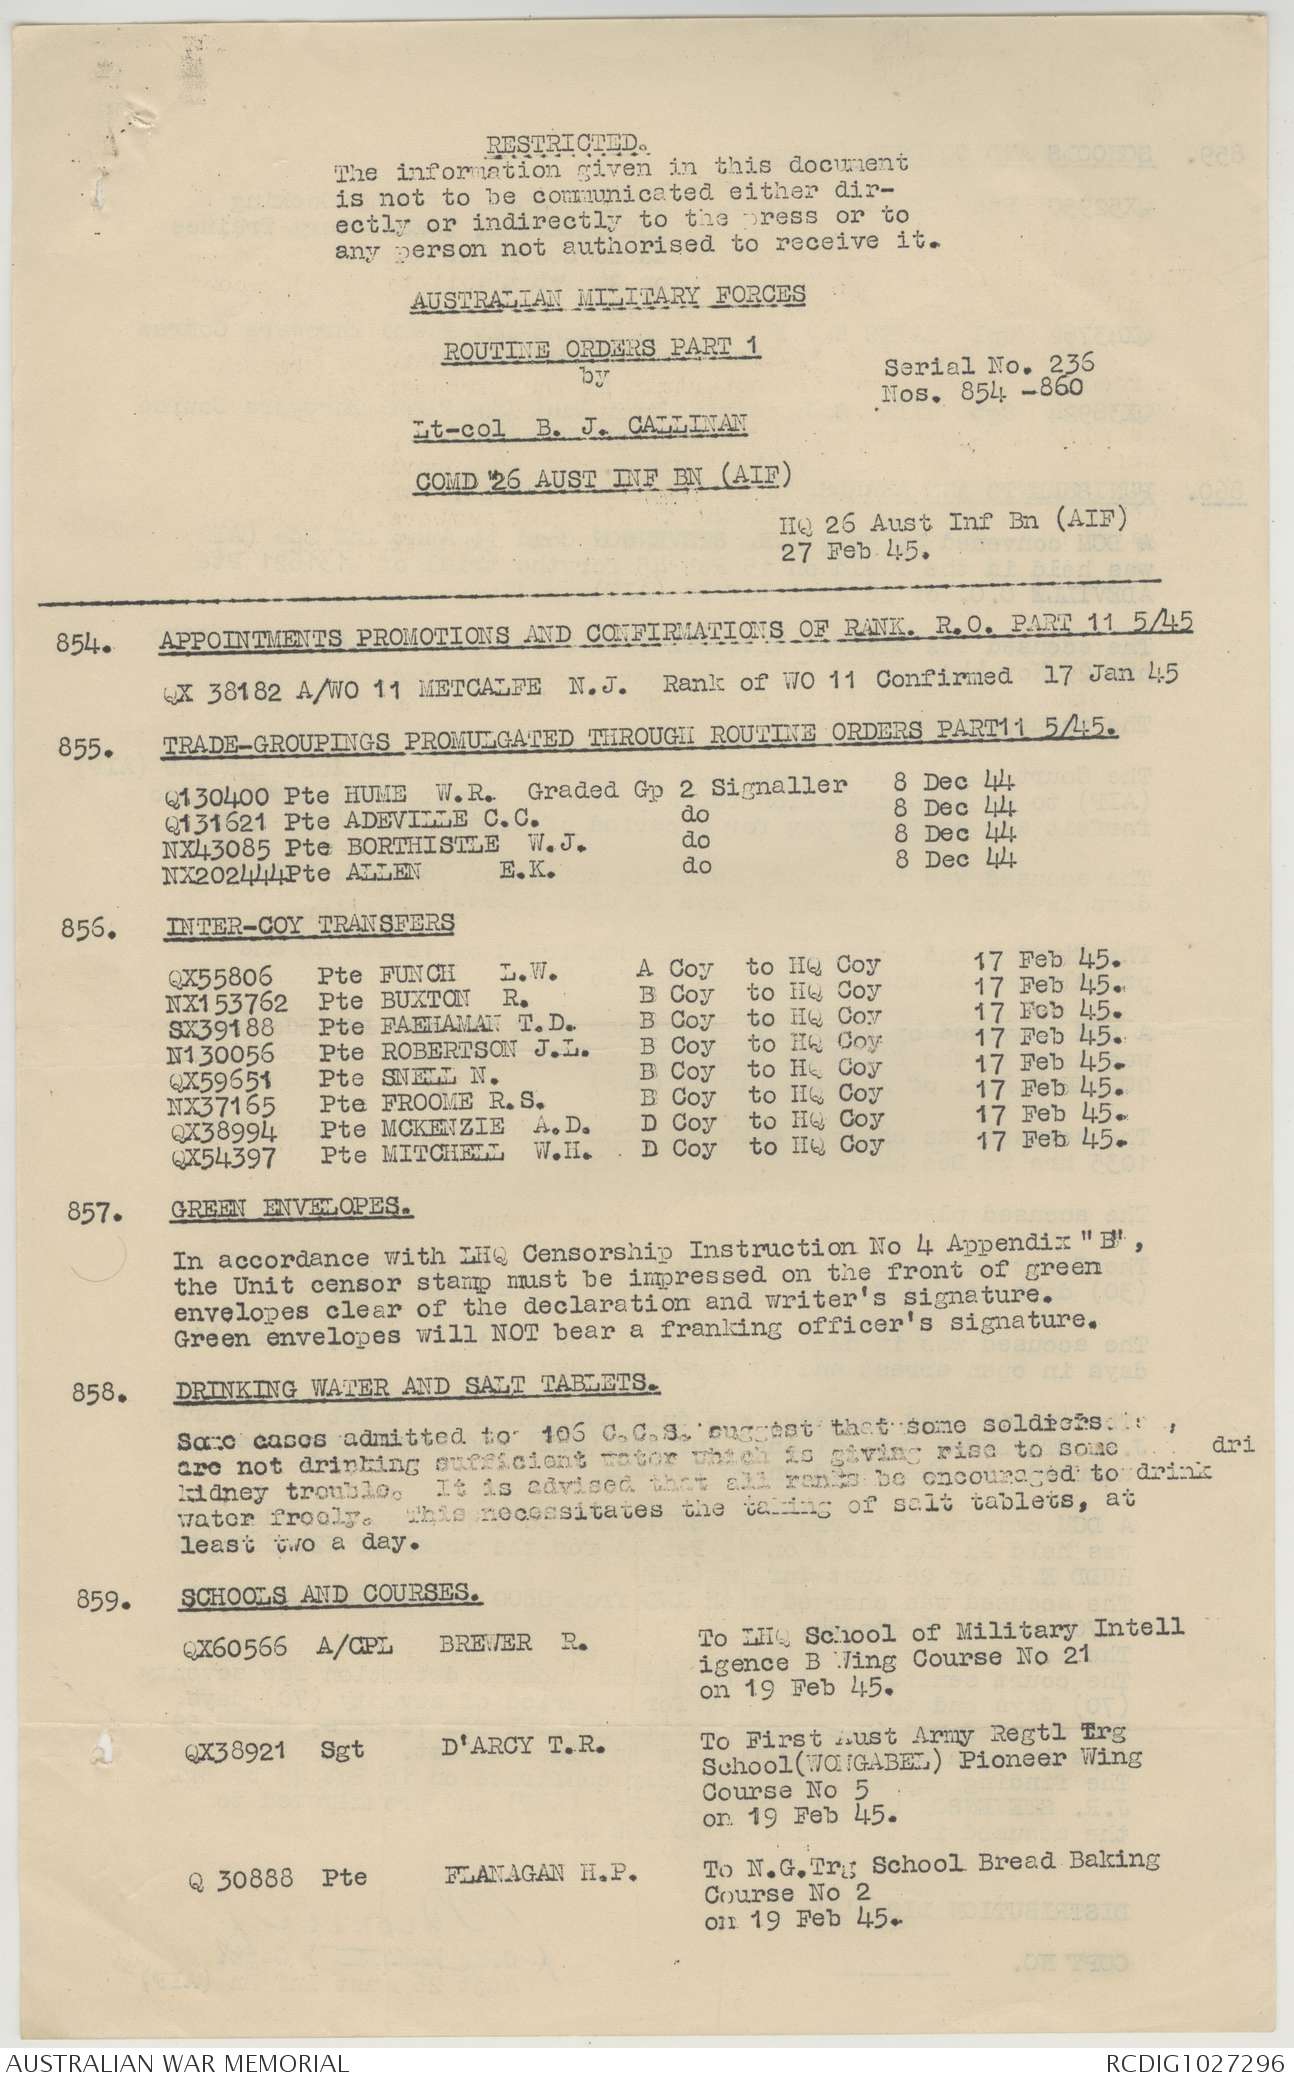 RESTRICTED.
The information given in this document
is not to be communicated either dir-
ectly or indirectly to the press or to
any person not authorised to receive it.
AUSTRALIAN MILITARY FORCES
ROUTINE ORDERS PART 1
by
Serial No. 236
Nos. 854 -860
Lt-col B. J. CALLINAN
COMD 26 AUST INF BN (AIF)
HQ 26 Aust Inf Bn (AIF)
27 Feb 45.
854. APPOINTMENTS PROMOTIONS AND CONFIRMATIONS OF RANK. R.O. PART 11 5/45
QX 38182 A/WO 11 METCALFE N.J. Rank of WO 11 Confirmed 17 Jan 45
855. TRADE-GROUPINGS PROMULGATED THROUGH ROUTINE ORDERS PART11 5/45.
Q130400 Pte HUME W.R. Graded Gp 2 Signaller 8 Dec 44
Q131621 Pte ADEVILLE C.C. do 8 Dec 44
NX43085 Pte BORTHISTLE W.J. do 8 Dec 44
NX202444Pte ALLEN E.K. do 8 Dec 44
856. INTER-COY TRANSFERS
QX55806 Pte FUNCH L.W. A Coy to HQ Coy 17 Feb 45.
NX153762 Pte BUXTON R. B Coy to HQ Coy 17 Feb 45.
SX39188 Pte FAEHAMAN T.D. B Coy to HQ Coy 17 Feb 45.
N130056 Pte ROBERTSON J.L. B Coy to HQ Coy 17 Feb 45.
QX59651 Pte SNELL N. B Coy to HQ Coy 17 Feb 45.
NX37165 Pte FROOME R.S. B Coy to HQ Coy 17 Feb 45.
QX38994 Pte MCKENZIE A.D. D Coy to HQ Coy 17 Feb 45.
QX54397 Pte MITCHELL W.H. D Coy to HQ Coy 17 Feb 45.
857. GREEN ENVELOPES.
In accordance with LHQ Censorship Instruction No 4 Appendix "B",
the Unit censor stamp must be impressed on the front of green
envelopes clear of the declaration and writer's signature.
Green envelopes will NOT bear a franking officer's signature.
858. DRINKING WATER AND SALT TABLETS.
Some cases admitted to 106 C.C.S. suggest that some soldiers,
are not drinking sufficient water which is giving rise to some dri
kidney trouble. It is advised that all ranks be encouraged to drink
water freely. This necessitates the taking of salt tablets, at
least two a day.
859. SCHOOLS AND COURSES.
QX60566 A/CPL BREWER R. To LHQ School of Military Intell
igence B Wing Course No 21
on 19 Feb 45.
QX38921 Sgt D'ARCY T.R. To First Aust Army Regtl Trg
School(WONGABEL) Pioneer Wing
Course No 5
on 19 Feb 45.
Q 30888 Pte FLANAGAN H.P. To N.G.Trg School Bread Baking
Course No 2
on 19 Feb 45.
AUSTRALIAN WAR MEMORIAL
RCDIG1027296